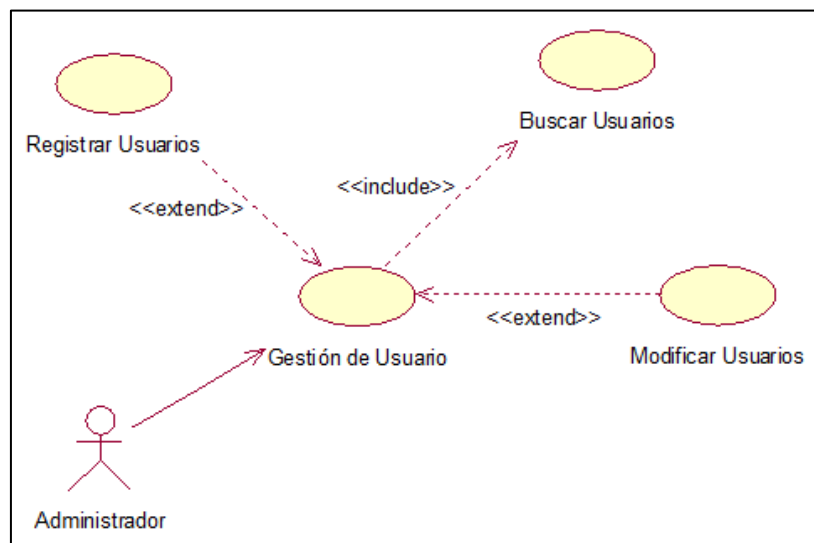 Buscar Usuarios
Registrar Usuarios
<<include>>
<<extend>>
<<extend>>
Gestión de Usuario
Modificar Usuarios
Administrador